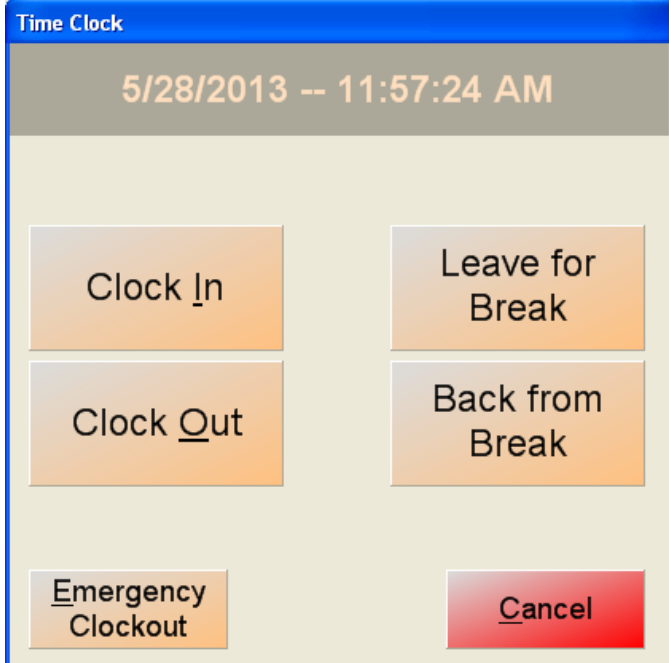 Time Clock
5/28/2013 -- 11:57:24 AM
Clock In
Leave for
Break
Clock Out
Back from
Break
Emergency
Clockout
Cancel